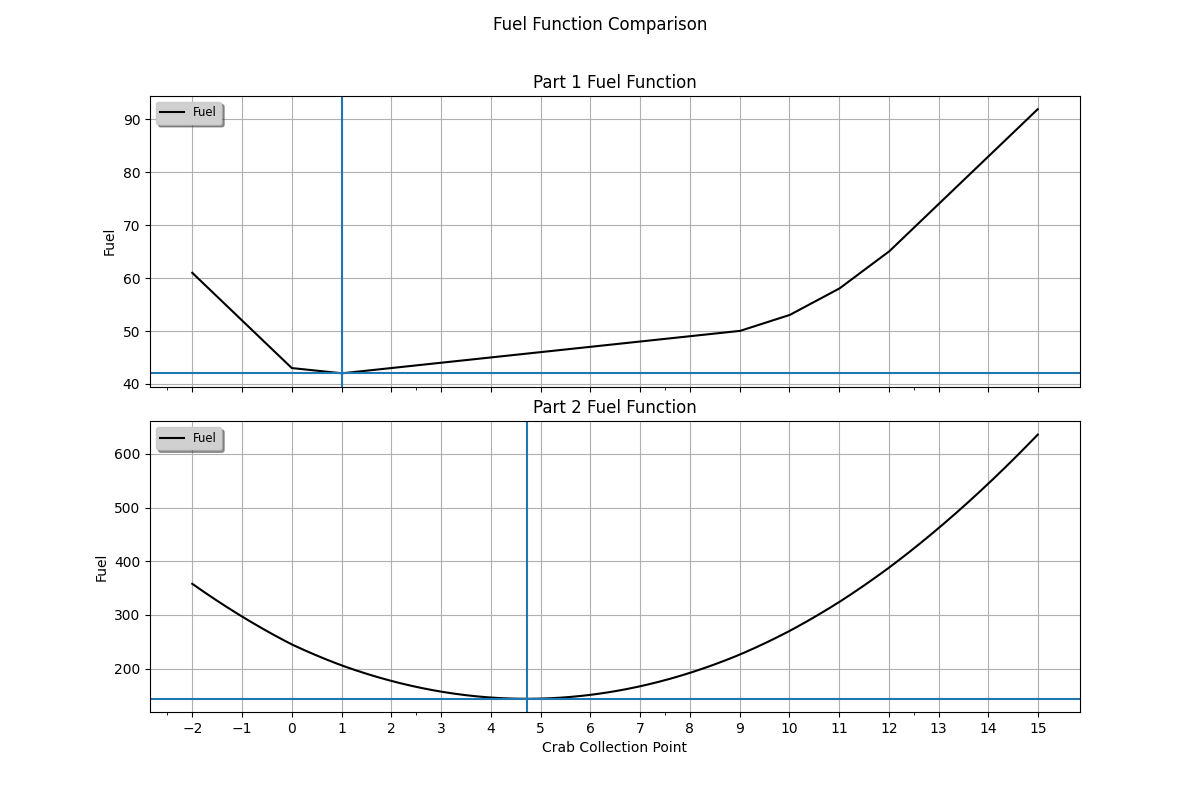 Fuel Function Comparison
Part 1 Fuel Function
Fuel
90
80
70
60
50
40
Fuel
Part 2 Fuel Function
Fuel
600
500
400
300
200
Fuel
−2 −1 0 1 2 3 4 5 6 7 8 9 10 11 12 13 14 15
Crab Collection Point